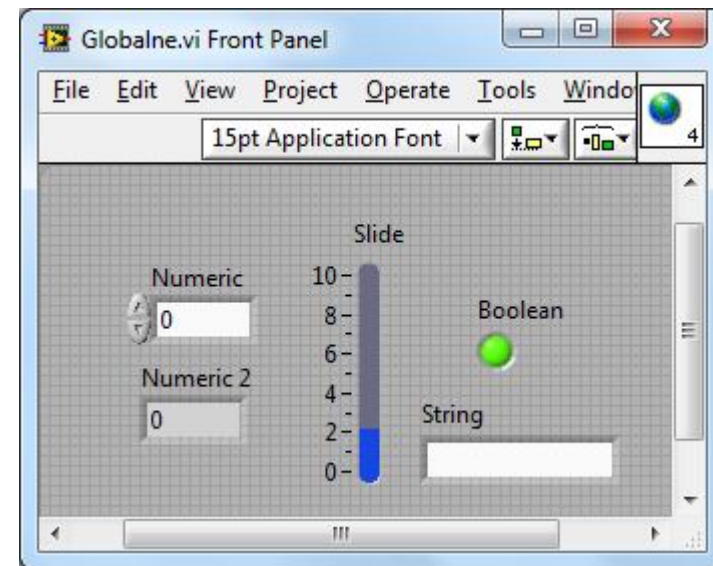 Globalne.vi Front Panel
File Edit View Project Operate Tools Windo
15pt Application Font
4
Slide
Numeric
0
Numeric 2
0
10
8
6
4
2
0
Boolean
String